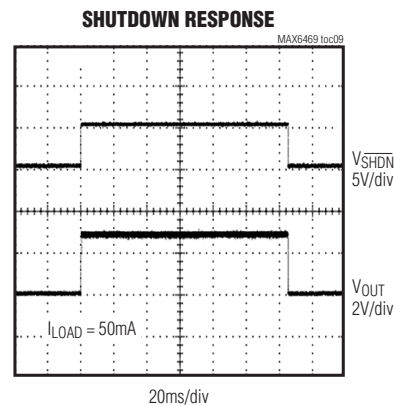 SHUTDOWN RESPONSE
MAX6469 toc09
VSHDN
5V/div
VOUT
2V/div
ILOAD = 50mA
20ms/div